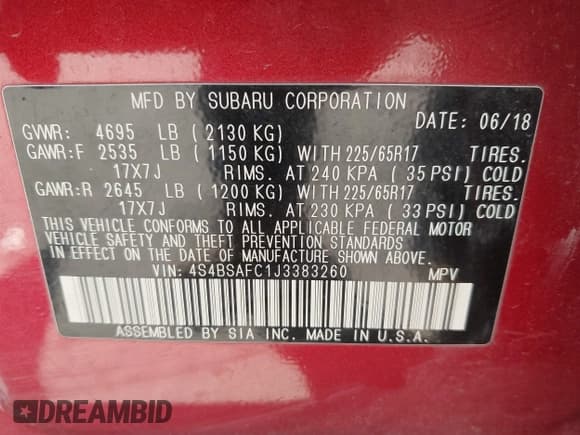 MFD BY SUBARU CORPORATION
DATE: 06/18
GVWR: 4695 LB (2130 KG)
GAWR:F 2535 LB (1150 KG) WITH 225/65R17 TIRES.
17X7J RIMS. AT 240 KPA (35 PSI) COLD
GAWR:R 2645 LB (1200 KG) WITH 225/65R17 TIRES.
17X7J RIMS. AT 230 KPA (33 PSI) COLD
THIS VEHICLE CONFORMS TO ALL APPLICABLE FEDERAL MOTOR
VEHICLE SAFETY AND THEFT PREVENTION STANDARDS IN
EFFECT ON THE DATE OF MANUFACTURE SHOWN ABOVE.
VIN: 4S4BSAFC1J3383260 MPV
ASSEMBLED BY SIA INC. MADE IN U.S.A.
DREAMBID